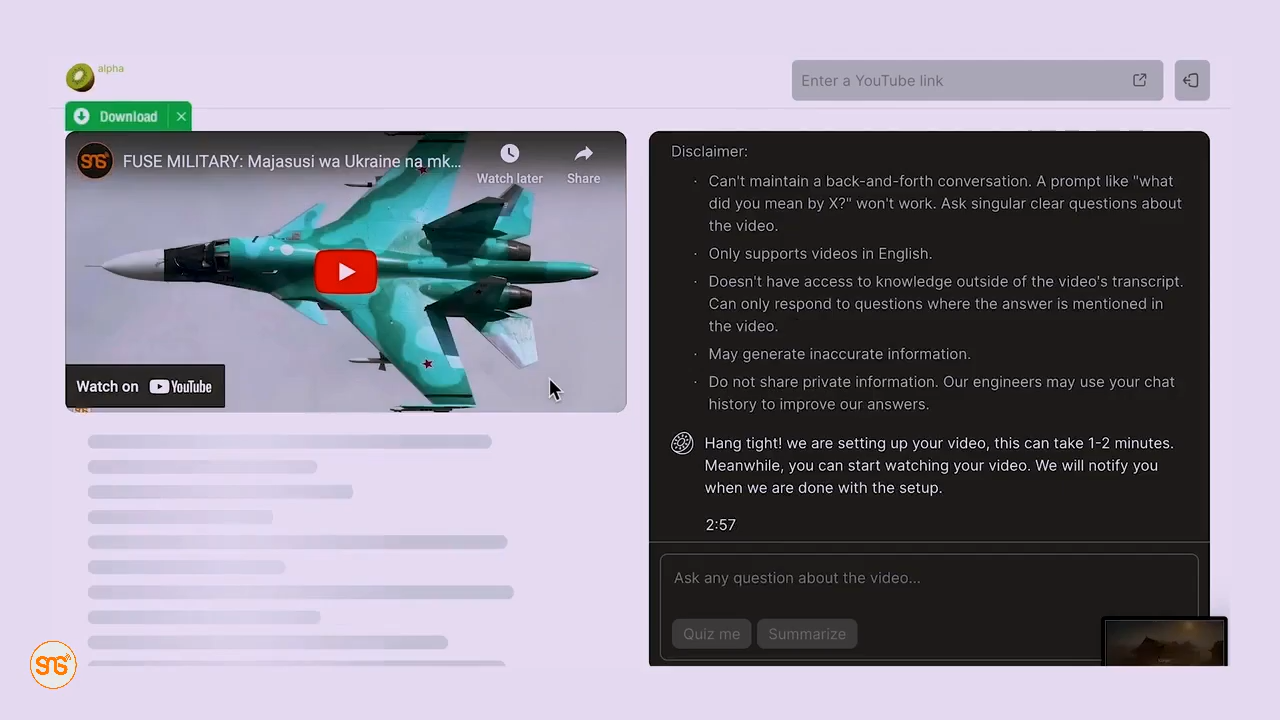 alpha
Enter a YouTube link
Download
SNS
FUSE MILITARY: Majasusi wa Ukraine na mk...
Watch later
Share
Watch on YouTube
Disclaimer:
· Can't maintain a back-and-forth conversation. A prompt like "what
did you mean by X?" won't work. Ask singular clear questions about
the video.
· Only supports videos in English.
· Doesn't have access to knowledge outside of the video's transcript.
Can only respond to questions where the answer is mentioned in
the video.
· May generate inaccurate information.
· Do not share private information. Our engineers may use your chat
history to improve our answers.
Hang tight! we are setting up your video, this can take 1-2 minutes.
Meanwhile, you can start watching your video. We will notify you
when we are done with the setup.
2:57
Ask any question about the video...
Quiz me
Summarize
SNS